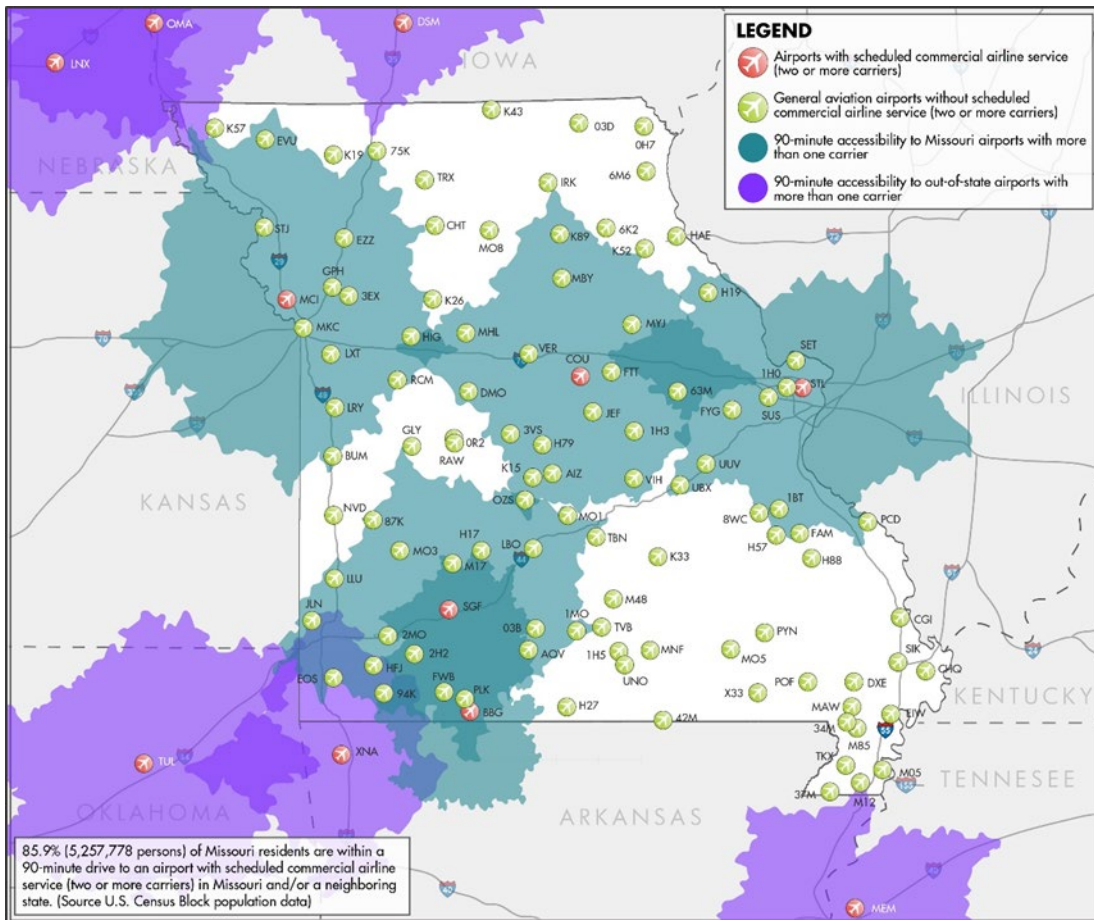 OMA
DSM
LNX
IOWA
NEBRASKA
LEGEND
Airports with scheduled commercial airline service
(two or more carriers)
General aviation airports without scheduled
commercial airline service (two or more carriers)
90-minute accessibility to Missouri airports with more
than one carrier
90-minute accessibility to out-of-state airports with
more than one carrier
K57
EVU
K19
75K
K43
03D
0H7
TRX
IRK
6M6
STJ
EZZ
CHT
MO8
K89
6K2
K52
HAE
GPH
MCI
3EX
K26
MBY
H19
MKC
HIG
MHL
MYJ
LXT
VER
COU
FTT
SET
1H0
STL
RCM
DMO
63M
SUS
LRY
JEF
FYG
ILLINOIS
GLY
0R2
RAW
3VS
H79
1H3
BUM
K15
AIZ
VIH
UUV
UBX
KANSAS
OZS
NVD
87K
MO1
8WC
1BT
PCD
H17
LBO
TBN
H57
FAM
MO3
M17
K33
H88
LLU
M48
JLN
SGF
2MO
03B
1MO
TVB
PYN
CGI
2H2
AOV
1H5
MNF
MO5
SIK
CHQ
HFJ
UNO
EOS
94K
FWB
PLK
BBG
X33
POF
DXE
KENTUCKY
H27
42M
MAW
34M
EIW
M85
55
TUL
XNA
TKX
M05
TENNESSEE
OKLAHOMA
ARKANSAS
37M
M12
MEM
85.9% (5,257,778 persons) of Missouri residents are within a
90-minute drive to an airport with scheduled commercial airline
service (two or more carriers) in Missouri and/or a neighboring
state. (Source U.S. Census Block population data)